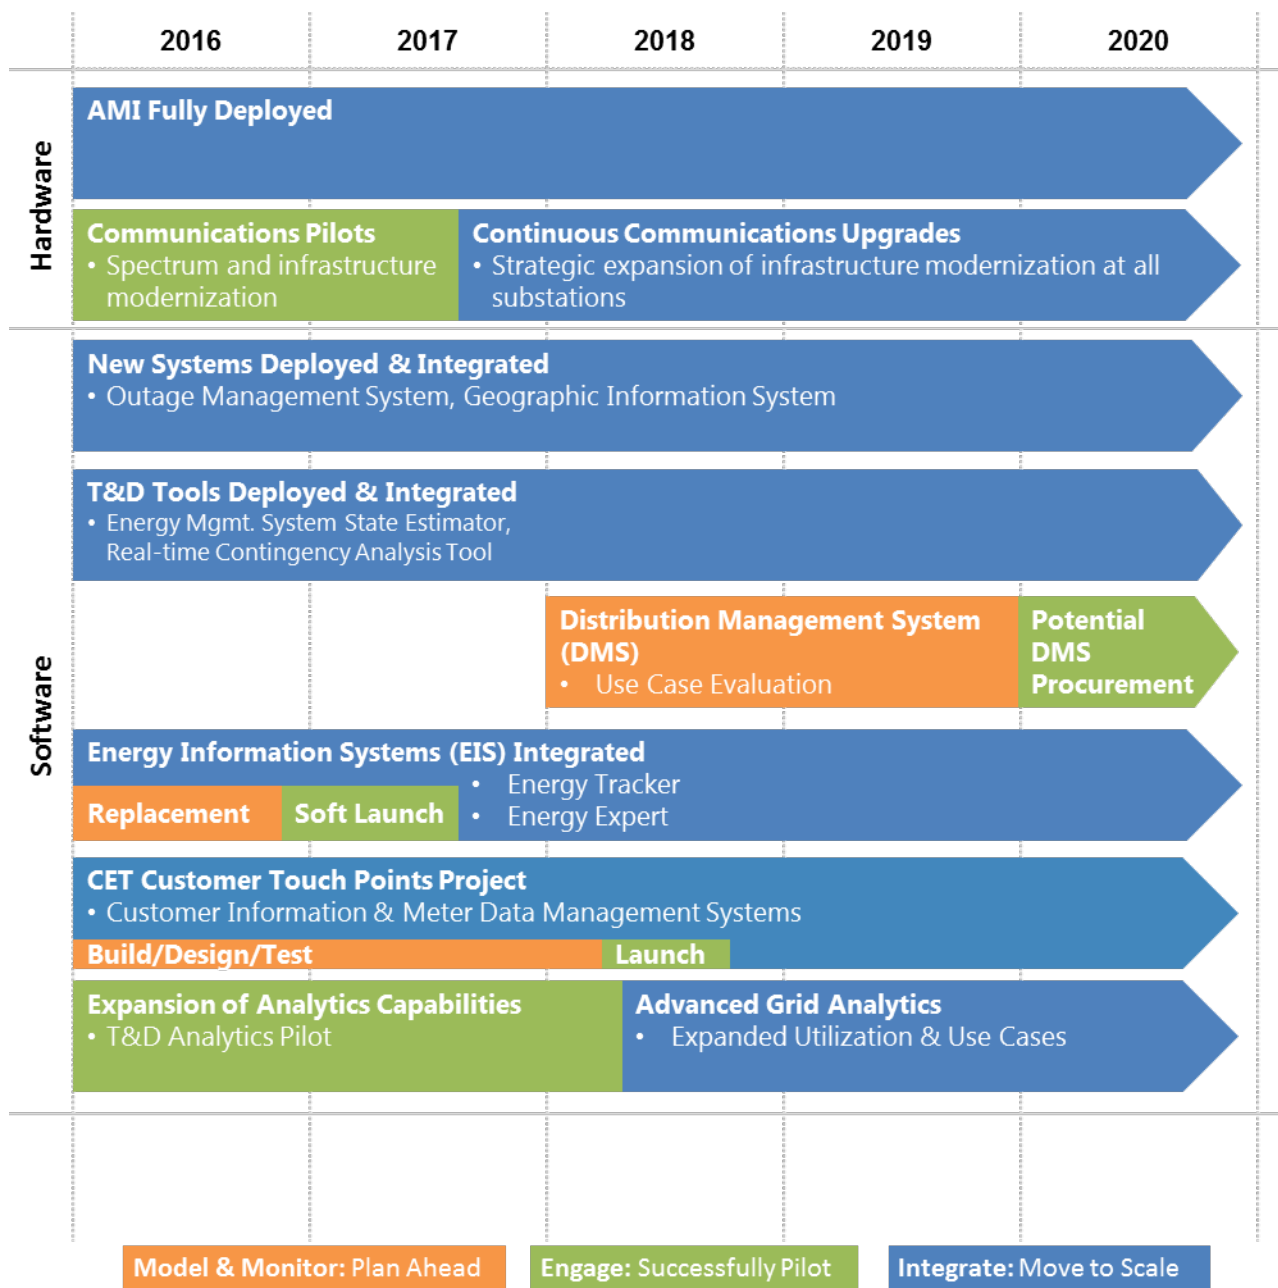 2016 2017 2018 2019 2020
Hardware
AMI Fully Deployed
Communications Pilots
• Spectrum and infrastructure
modernization
Continuous Communications Upgrades
• Strategic expansion of infrastructure modernization at all
substations
Software
New Systems Deployed & Integrated
• Outage Management System, Geographic Information System
T&D Tools Deployed & Integrated
• Energy Mgmt. System State Estimator,
Real-time Contingency Analysis Tool
Distribution Management System
(DMS)
• Use Case Evaluation
Potential
DMS
Procurement
Energy Information Systems (EIS) Integrated
• Energy Tracker
• Energy Expert
Replacement
Soft Launch
CET Customer Touch Points Project
• Customer Information & Meter Data Management Systems
Build/Design/Test
Launch
Expansion of Analytics Capabilities
• T&D Analytics Pilot
Advanced Grid Analytics
• Expanded Utilization & Use Cases
Model & Monitor: Plan Ahead
Engage: Successfully Pilot
Integrate: Move to Scale